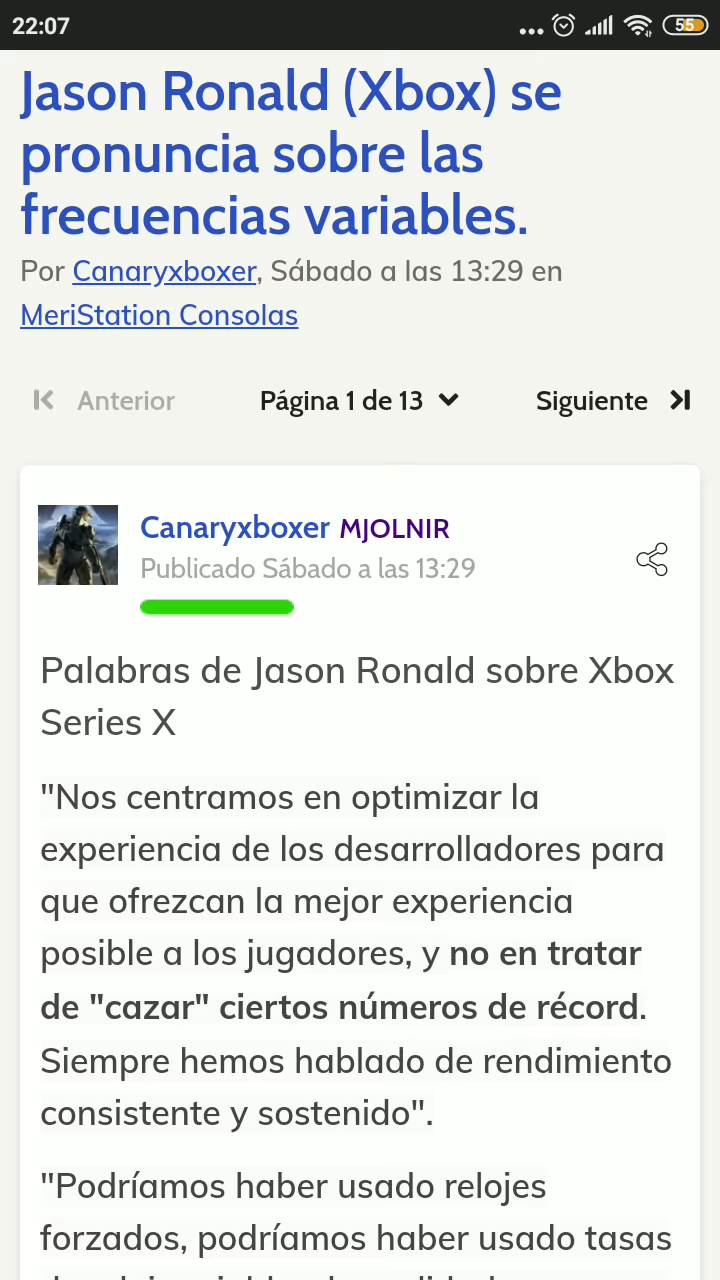 22:07
55
Jason Ronald (Xbox) se
pronuncia sobre las
frecuencias variables.
Por Canaryxboxer, Sábado a las 13:29 en
MeriStation Consolas
Anterior
Página 1 de 13
Siguiente
Canaryxboxer MJOLNIR
Publicado Sábado a las 13:29
Palabras de Jason Ronald sobre Xbox
Series X
"Nos centramos en optimizar la
experiencia de los desarrolladores para
que ofrezcan la mejor experiencia
posible a los jugadores, y no en tratar
de "cazar" ciertos números de récord.
Siempre hemos hablado de rendimiento
consistente y sostenido".
"Podríamos haber usado relojes
forzados, podríamos haber usado tasas